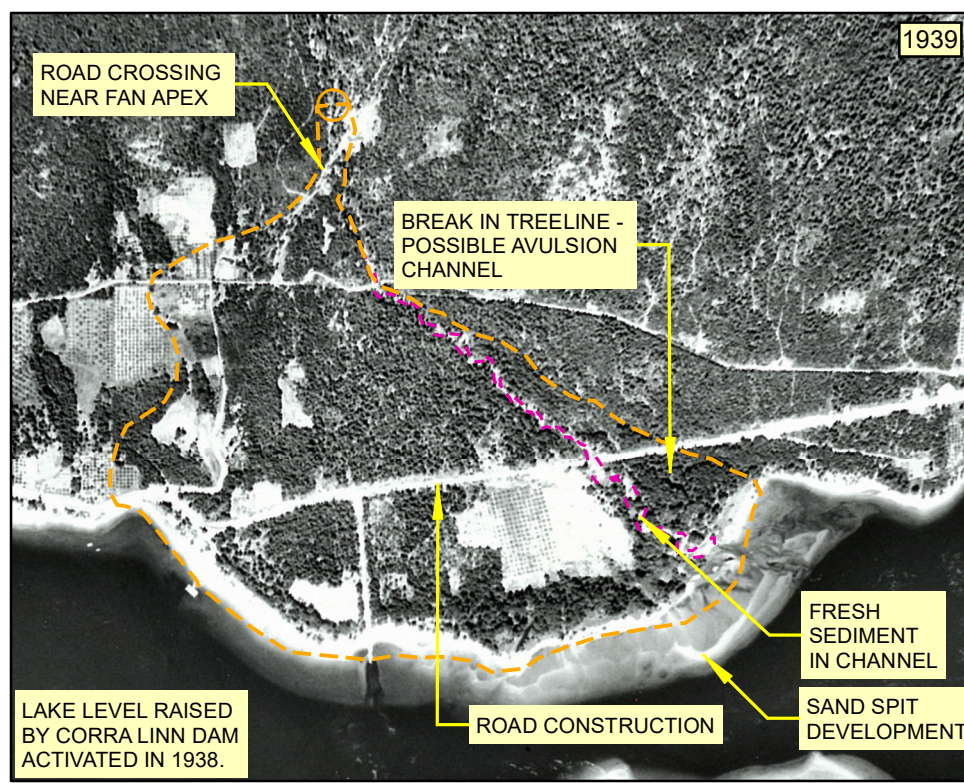 1939
ROAD CROSSING
NEAR FAN APEX
BREAK IN TREELINE -
POSSIBLE AVULSION
CHANNEL
FRESH
SEDIMENT
IN CHANNEL
SAND SPIT
DEVELOPMENT
ROAD CONSTRUCTION
LAKE LEVEL RAISED
BY CORRA LINN DAM
ACTIVATED IN 1938.